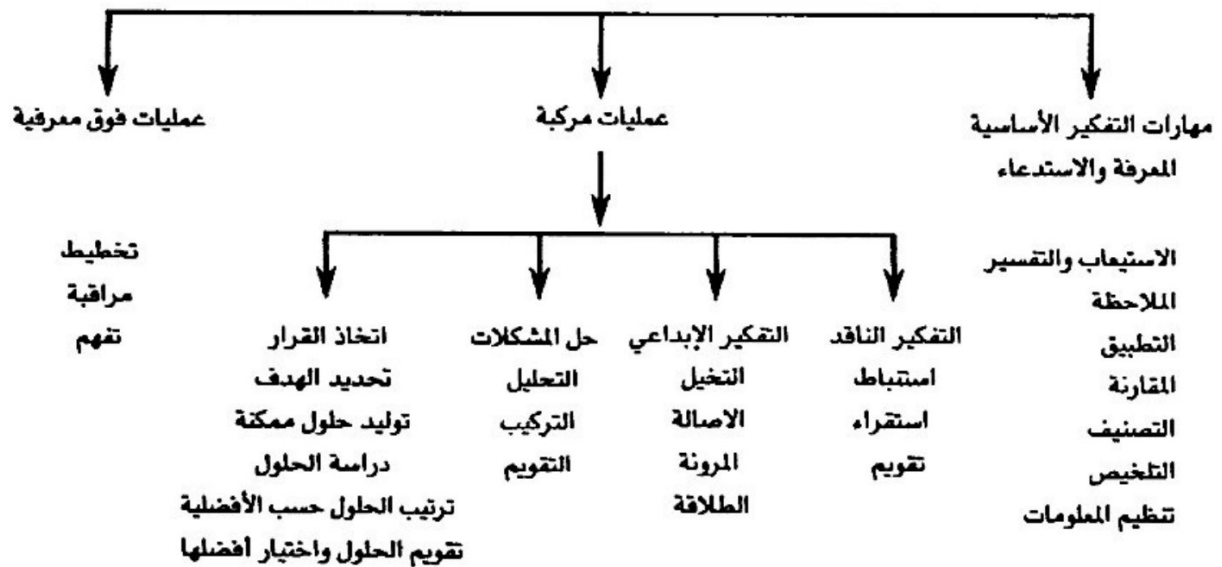 مهارات التفكير الأساسية
المعرفة والاستدعاء
الاستيعاب والتفسير
الملاحظة
التطبيق
المقارنة
التصنيف
التلخيص
تنظيم المعلومات
عمليات مركبة
التفكير الناقد
استنباط
استقراء
تقويم
التفكير الإبداعي
التخيل
الاصالة
المرونة
الطلاقة
حل المشكلات
التحليل
التركيب
التقويم
اتخاذ القرار
تحديد الهدف
توليد حلول ممكنة
دراسة الحلول
ترتيب الحلول حسب الأفضلية
تقويم الحلول واختيار أفضلها
عمليات فوق معرفية
تخطيط
مراقبة
تفهم